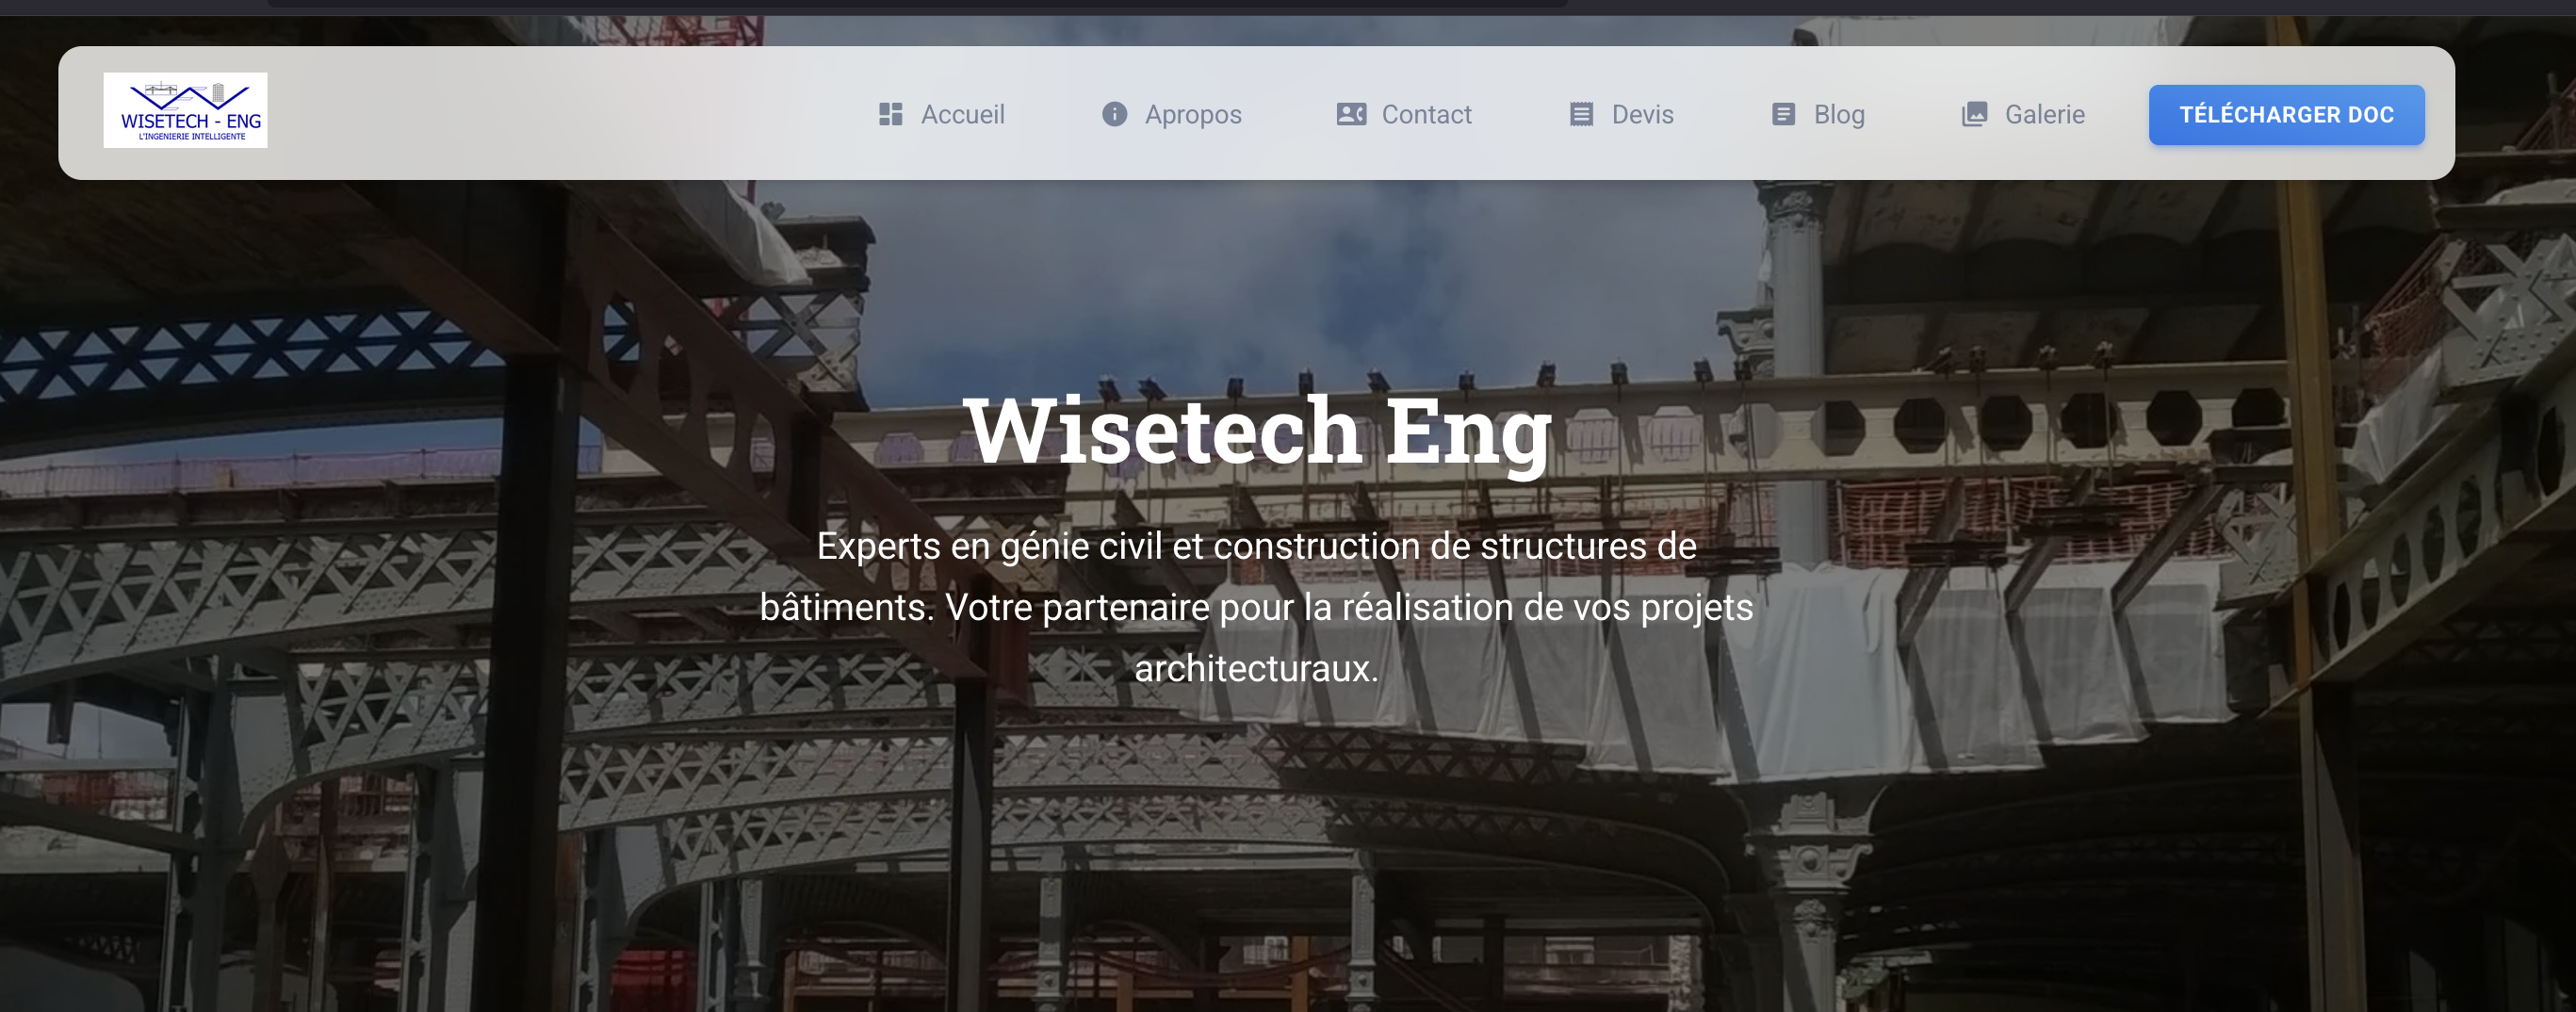 WISETECH - ENG
L'INGENIERIE INTELLIGENTE
Accueil
Apropos
Contact
Devis
Blog
Galerie
TÉLÉCHARGER DOC
Wisetech Eng
Experts en génie civil et construction de structures de
bâtiments. Votre partenaire pour la réalisation de vos projets
architecturaux.